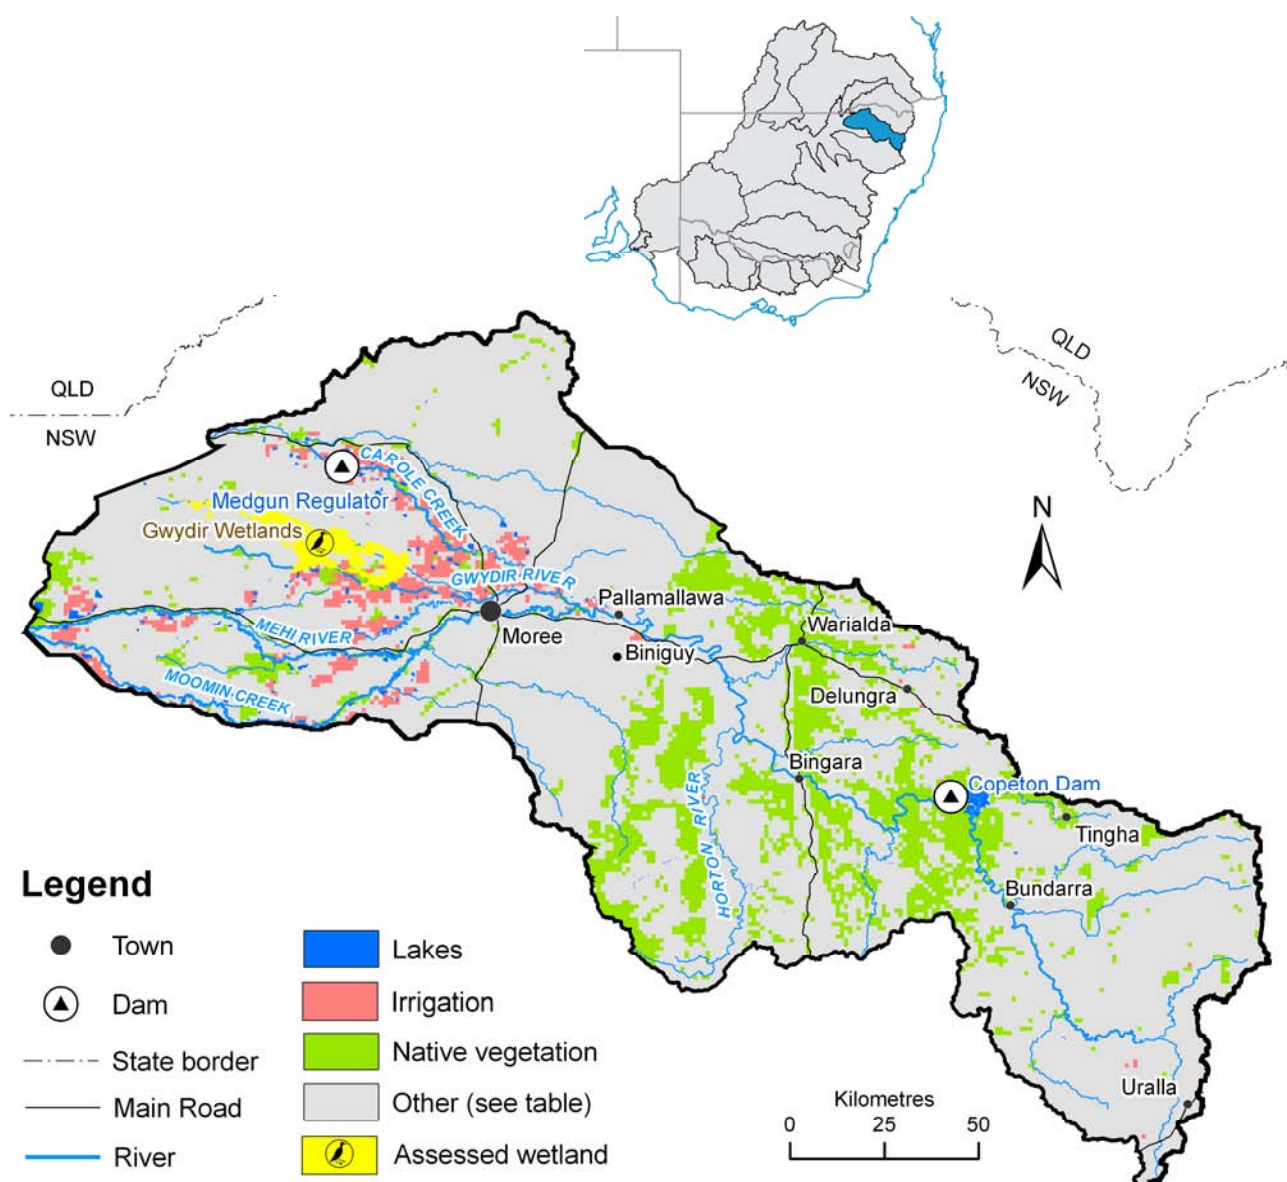 QLD
NSW
QLD
NSW
N
CAROLE CREEK
Medgun Regulator
Gwydir Wetlands
GWYDIR RIVER
Pallamallawa
MEHI RIVER
Moree
Warialda
Biniguy
MOOMIN CREEK
Delungra
Bingara
Copeton Dam
HORTON RIVER
Tingha
Bundarra
Uralla
Legend
Town
Dam
State border
Main Road
River
Lakes
Irrigation
Native vegetation
Other (see table)
Assessed wetland
Kilometres
0 25 50